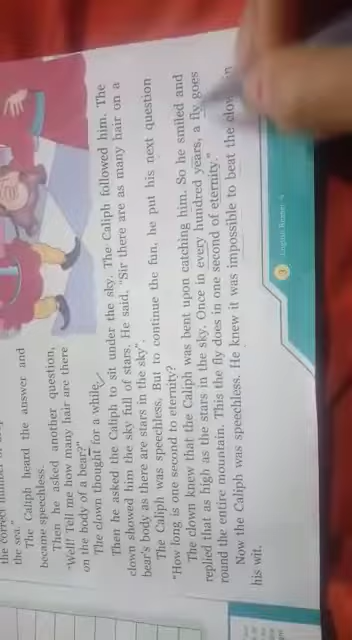 the correct number of
the sea."
The Caliph heard the answer and
became speechless.
Then he asked another question,
"Well! Tell me how many hair are there
on the body of a bear?"
The clown thought for a while.
Then he asked the Caliph to sit under the sky. The Caliph followed him. The
clown showed him the sky full of stars. He said, "Sir there are as many hair on a
bear's body as there are stars in the sky".
The Caliph was speechless. But to continue the fun, he put his next question
"How long is one second to eternity?
The clown knew that the Caliph was bent upon catching him. So he smiled and
replied that as high as the stars in the sky. Once in every hundred years, a fly goes
round the entire mountain. This the fly does in one second of eternity."
Now the Caliph was speechless. He knew it was impossible to beat the
his wit.
English Reader-4